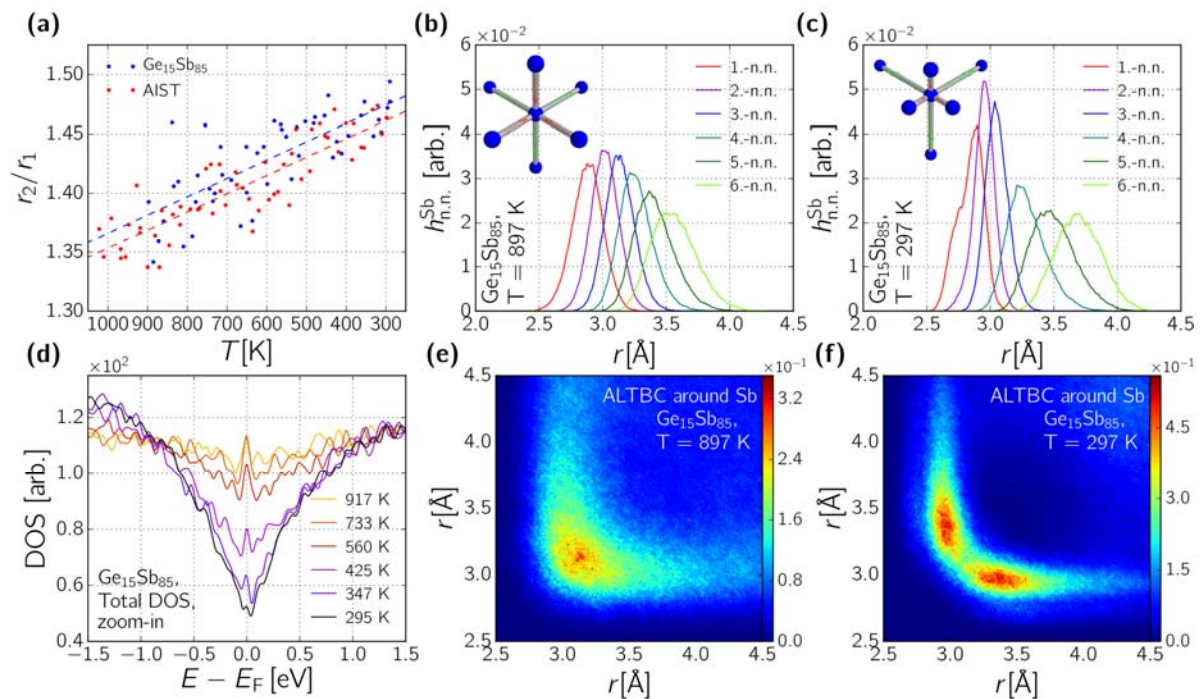 (a)
r₂/r₁
1.50
1.45
1.40
1.35
1.30
Ge₁₅Sb₈₅
AIST
1000 900 800 700 600 500 400 300
T[K]
(b)
×10⁻²
h^Sb_n.n. [arb.]
6
5
4
3
2
1
0
Ge₁₅Sb₈₅,
T = 897 K
1.-n.n.
2.-n.n.
3.-n.n.
4.-n.n.
5.-n.n.
6.-n.n.
2.0 2.5 3.0 3.5 4.0 4.5
r[Å]
(c)
×10⁻²
h^Sb_n.n. [arb.]
6
5
4
3
2
1
0
Ge₁₅Sb₈₅,
T = 297 K
1.-n.n.
2.-n.n.
3.-n.n.
4.-n.n.
5.-n.n.
6.-n.n.
2.0 2.5 3.0 3.5 4.0 4.5
r[Å]
(d)
×10²
DOS [arb.]
1.2
1.0
0.8
0.6
0.4
917 K
733 K
560 K
425 K
347 K
295 K
Ge₁₅Sb₈₅,
Total DOS,
zoom-in
−1.5 −1.0 −0.5 0.0 0.5 1.0 1.5
E − E_F [eV]
(e)
r[Å]
4.5
4.0
3.5
3.0
2.5
ALTBC around Sb
Ge₁₅Sb₈₅,
T = 897 K
×10⁻¹
3.2
2.4
1.6
0.8
0.0
2.5 3.0 3.5 4.0 4.5
r[Å]
(f)
r[Å]
4.5
4.0
3.5
3.0
2.5
ALTBC around Sb
Ge₁₅Sb₈₅,
T = 297 K
×10⁻¹
4.5
3.0
1.5
0.0
2.5 3.0 3.5 4.0 4.5
r[Å]